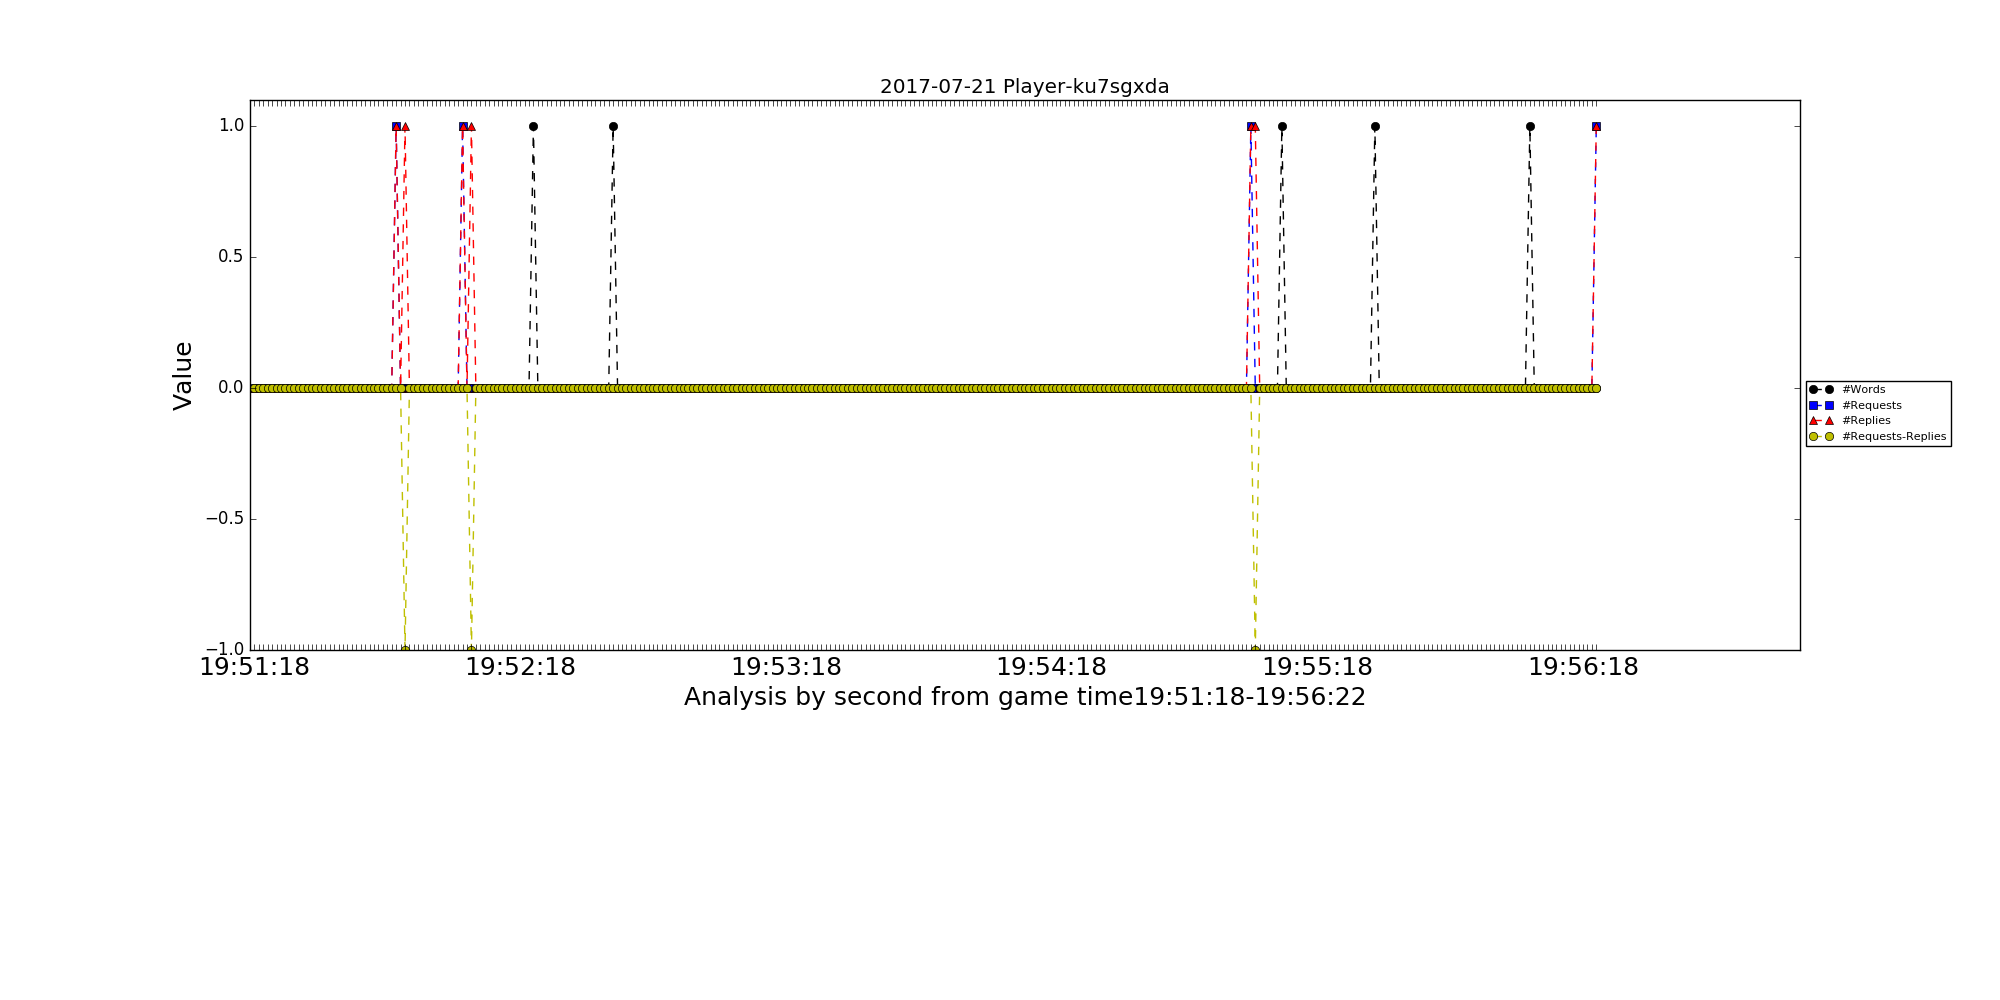 2017-07-21 Player-ku7sgxda
1.0
0.5
0.0
−0.5
−1.0
Value
19:51:18 19:52:18 19:53:18 19:54:18 19:55:18 19:56:18
Analysis by second from game time19:51:18-19:56:22
#Words
#Requests
#Replies
#Requests-Replies